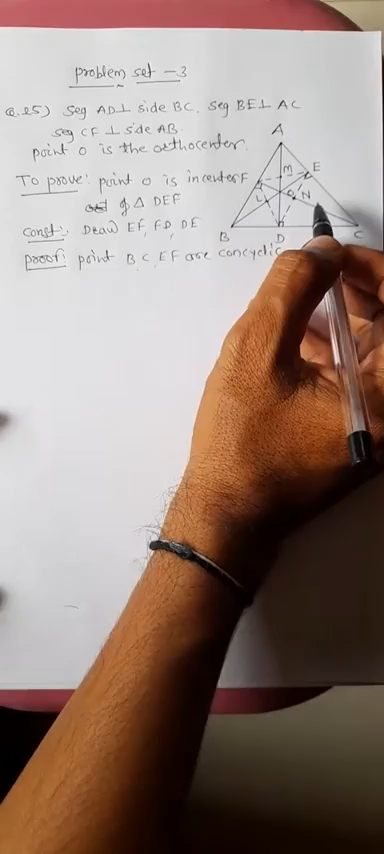 problem set - 3
Q.25) seg AD⊥ side BC. seg BE⊥ AC
seg CF ⊥ side AB.
point O is the orthocenter.
To prove: point O is incenter
of Δ DEF
Const:. Draw EF, FD, DE
proof: point B, C, E, F are concyclic
A
M
E
F
L
O
N
B
D
C